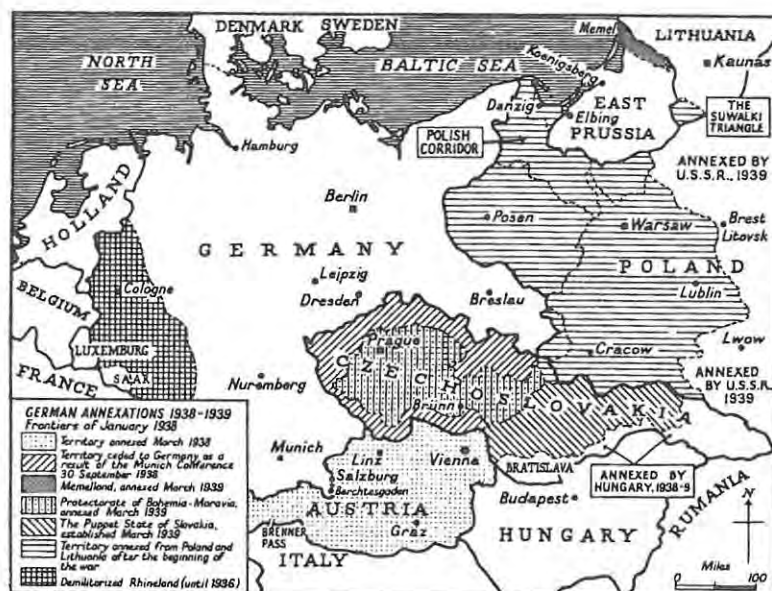 DENMARK
SWEDEN
NORTH
SEA
BALTIC SEA
Memel
LITHUANIA
Kaunas
Koenigsberg
Danzig
Elbing
EAST
PRUSSIA
THE
SUWALKI
TRIANGLE
POLISH
CORRIDOR
Hamburg
ANNEXED BY
U.S.S.R., 1939
HOLLAND
Berlin
Posen
Warsaw
Brest
Litovsk
GERMANY
POLAND
BELGIUM
Cologne
Leipzig
Dresden
Breslau
Lublin
LUXEMBURG
Prague
Cracow
Lwow
FRANCE
SAAR
Nuremberg
CZECHOSLOVAKIA
Brünn
ANNEXED
BY U.S.S.R.
1939
GERMAN ANNEXATIONS 1938-1939
Frontiers of January 1938
Territory annexed March 1938
Territory ceded to Germany as a
result of the Munich Conference
30 September 1938
Memelland, annexed March 1939
Protectorate of Bohemia-Moravia,
annexed March 1939
The Puppet State of Slovakia,
established March 1939
Territory annexed from Poland and
Lithuania after the beginning of
the war
Demilitarized Rhineland (until 1936)
Munich
Linz
Vienna
Salzburg
Berchtesgaden
BRATISLAVA
ANNEXED BY
HUNGARY, 1938-9
AUSTRIA
Budapest
RUMANIA
BRENNER
PASS
Graz
HUNGARY
ITALY
N
Miles
0 100